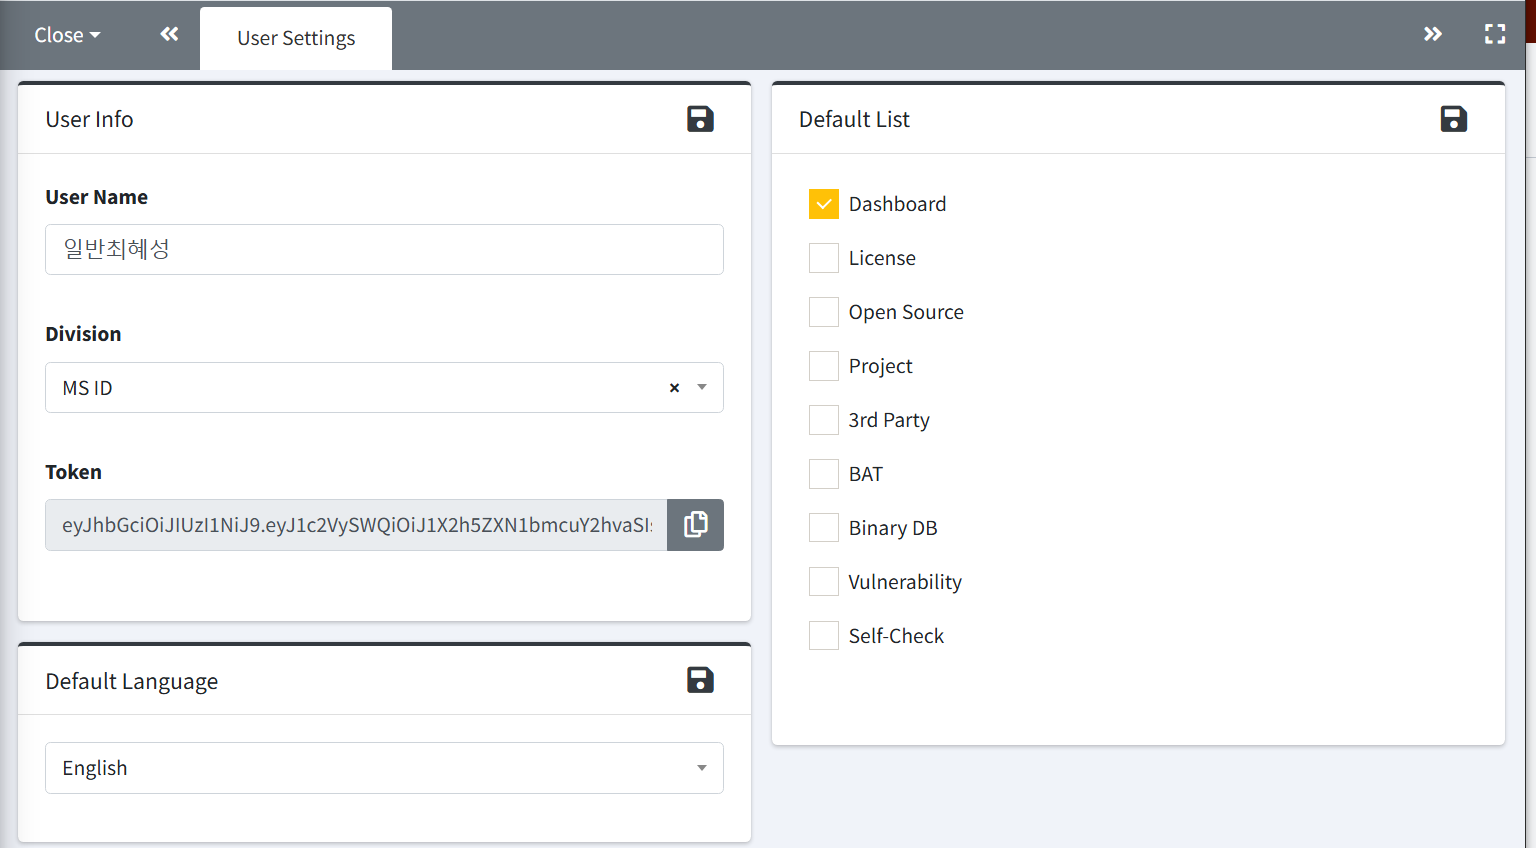 Close
User Settings
User Info
User Name
일반최혜성
Division
MS ID
Token
eyJhbGciOiJIUzI1NiJ9.eyJ1c2VySWQiOiJ1X2h5ZXN1bmcuY2hvaSIs
Default Language
English
Default List
Dashboard
License
Open Source
Project
3rd Party
BAT
Binary DB
Vulnerability
Self-Check